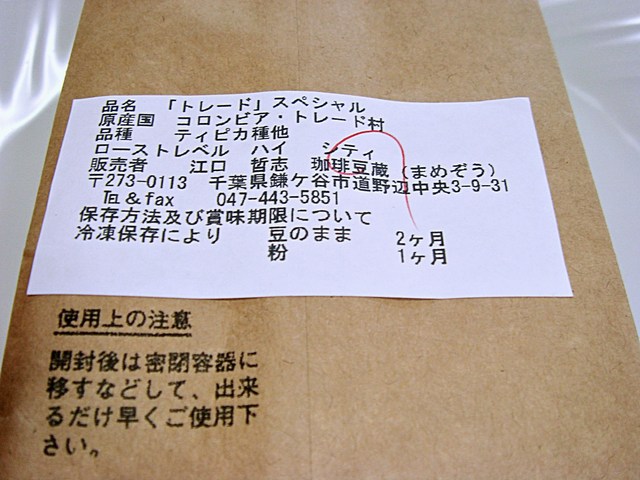 品名　「トレード」スペシャル
原産国　コロンビア・トレード村
品種　ティピカ種他
ローストレベル　ハイ　シティ
販売者　江口　哲志　珈琲豆蔵（まめぞう）
〒273-0113　千葉県鎌ケ谷市道野辺中央3-9-31
℡＆fax　047-443-5851
保存方法及び賞味期限について
冷凍保存により　豆のまま　2ヶ月
粉　1ヶ月
使用上の注意
開封後は密閉容器に
移すなどして、出来
るだけ早くご使用下
さい。